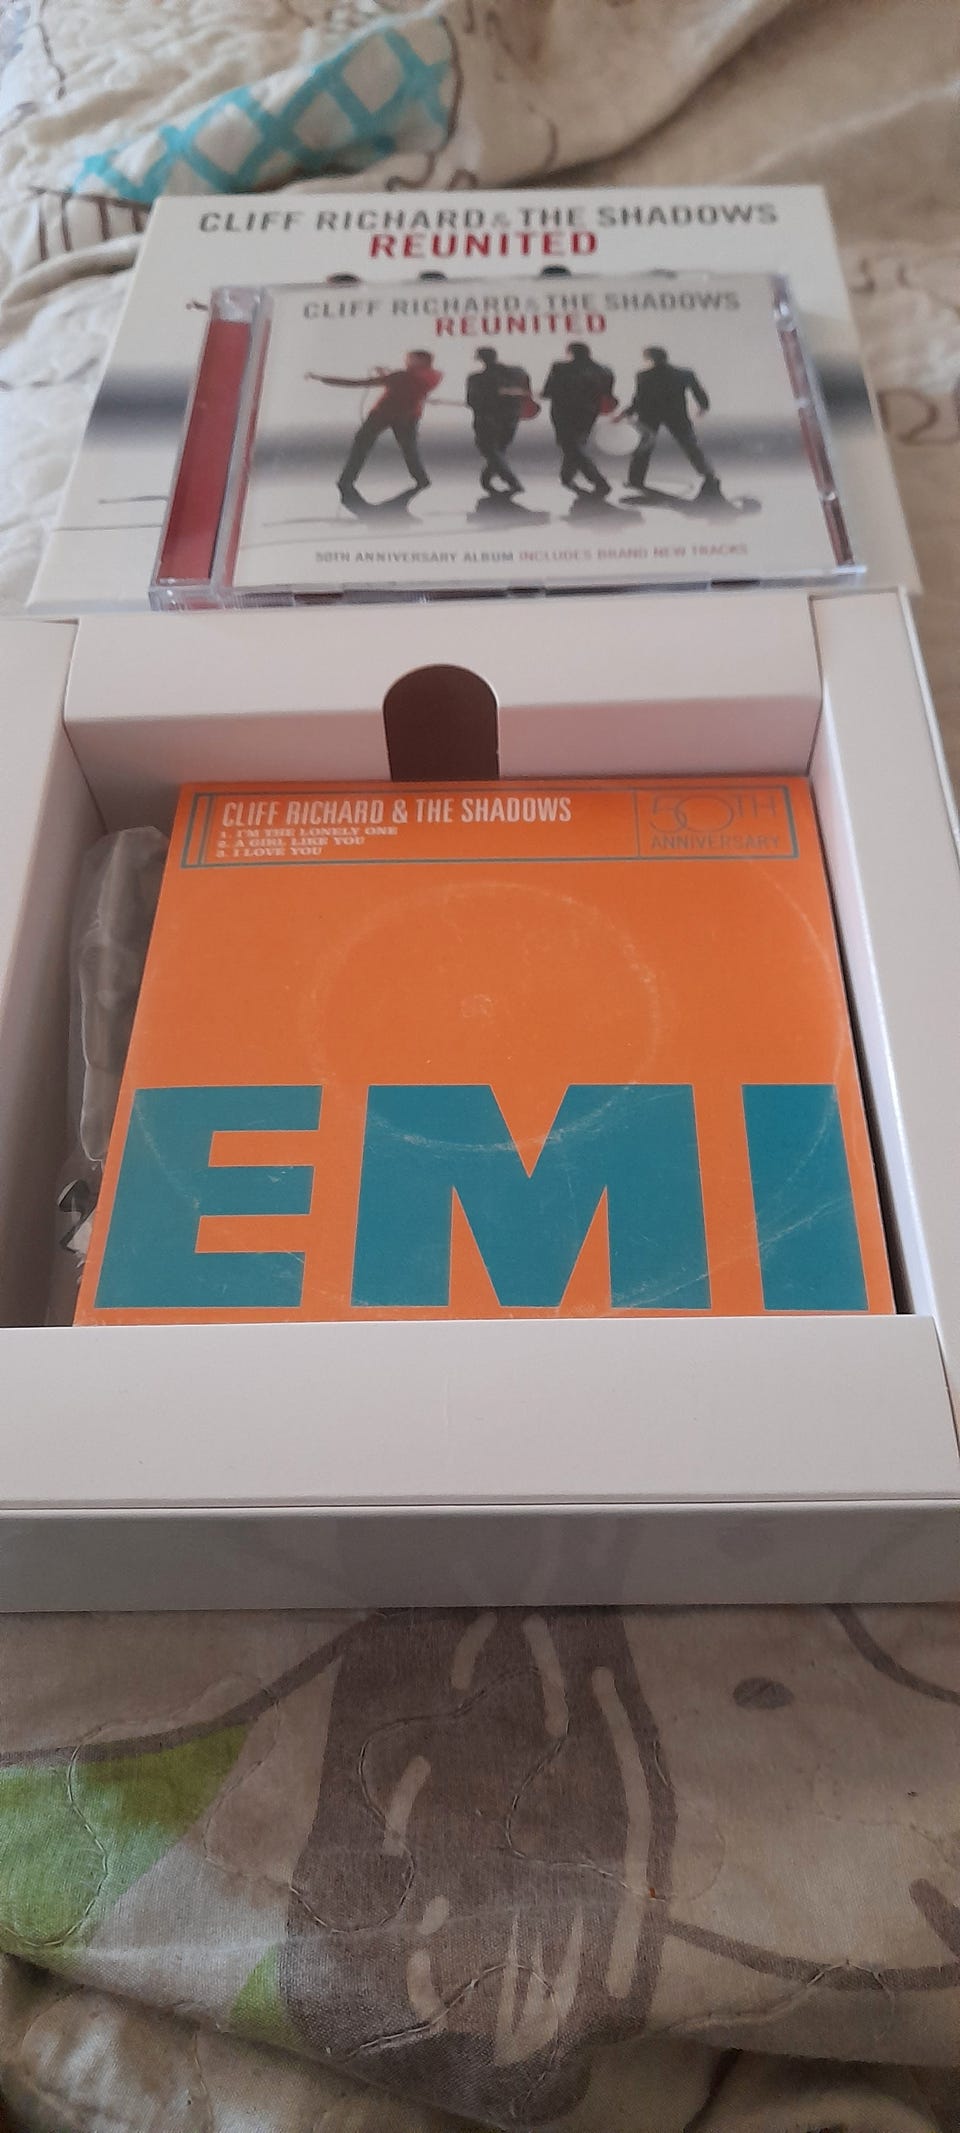 CLIFF RICHARD & THE SHADOWS
REUNITED
CLIFF RICHARD & THE SHADOWS
REUNITED
50TH ANNIVERSARY ALBUM INCLUDES BRAND NEW TRACKS
CLIFF RICHARD & THE SHADOWS
1. I'M THE LONELY ONE
2. A GIRL LIKE YOU
3. I LOVE YOU
50TH
ANNIVERSARY
EMI